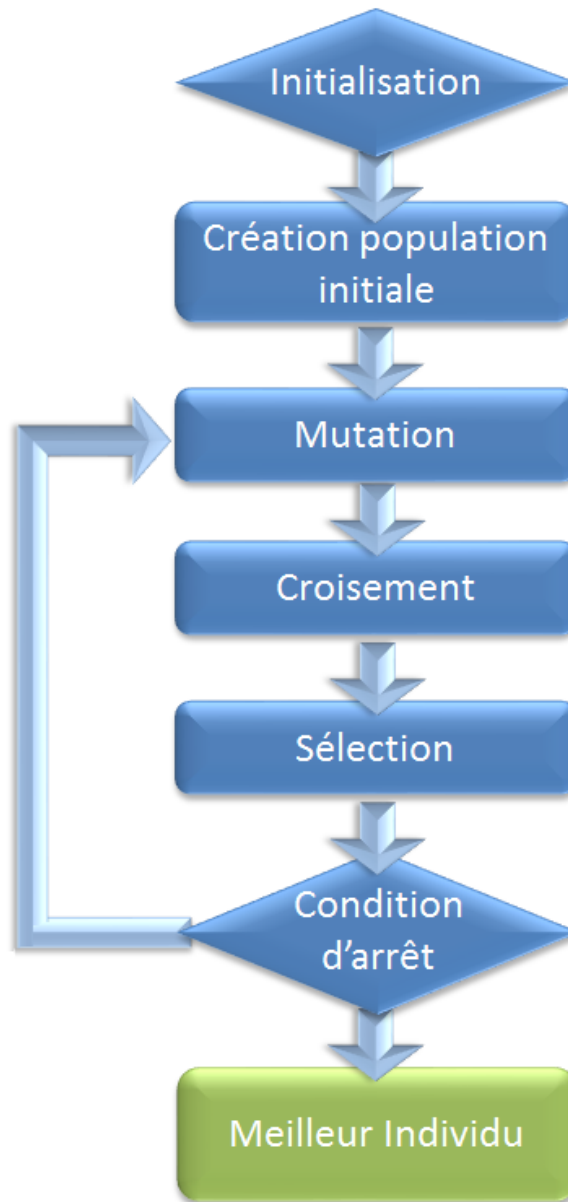 Initialisation
Création population
initiale
Mutation
Croisement
Sélection
Condition
d'arrêt
Meilleur Individu